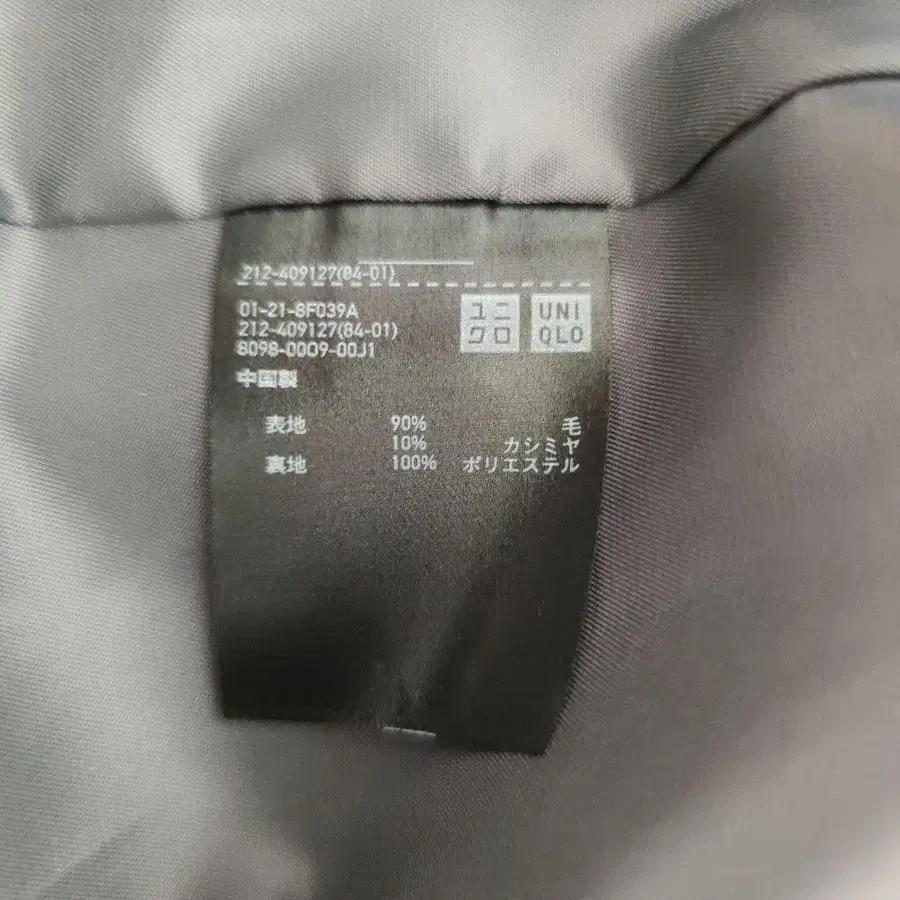 212-409127(84-01)
01-21-8F039A
212-409127(84-01)
8098-0009-00J1
ユニ
クロ
UNI
QLO
中国製
表地 90% 毛
10% カシミヤ
裏地 100% ポリエステル